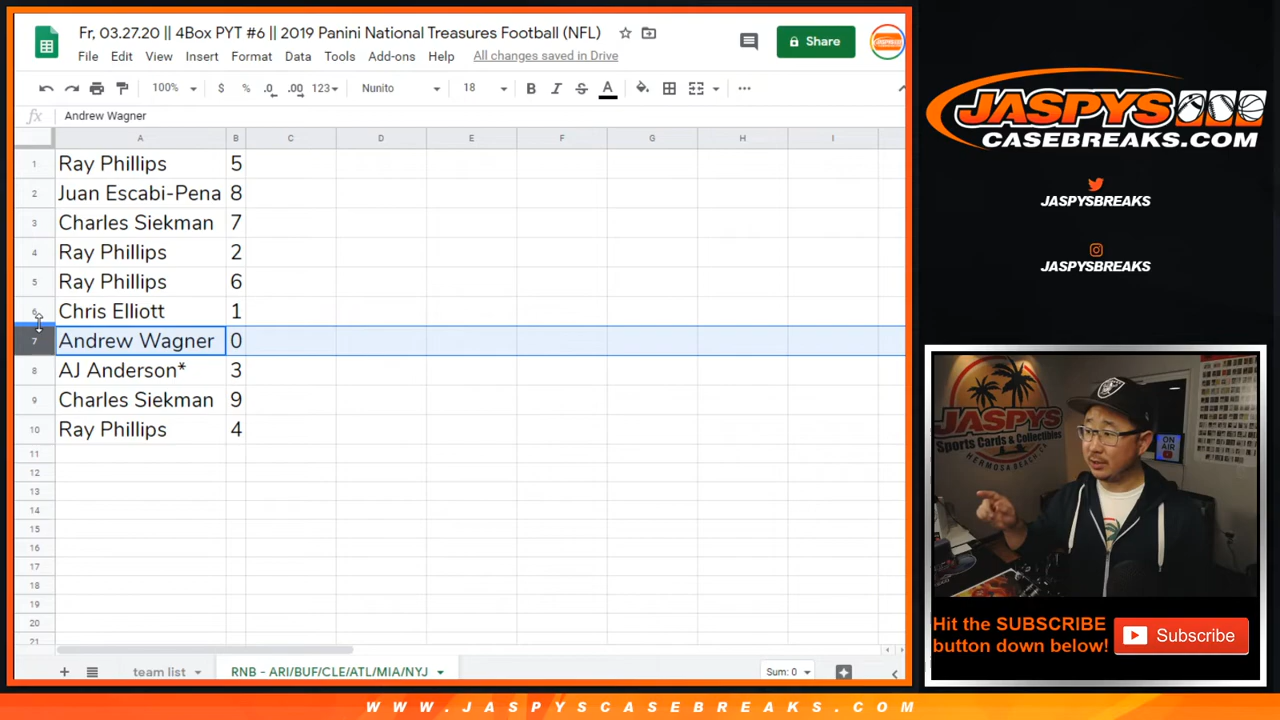 Fr, 03.27.20 || 4Box PYT #6 || 2019 Panini National Treasures Football (NFL)
File Edit View Insert Format Data Tools Add-ons Help All changes saved in Drive
Share
100% $ % .0 .00 123 Nunito 18 B I S A
fx Andrew Wagner
A B C D E F G H I
1 Ray Phillips 5
2 Juan Escabi-Pena 8
3 Charles Siekman 7
4 Ray Phillips 2
5 Ray Phillips 6
6 Chris Elliott 1
7 Andrew Wagner 0
8 AJ Anderson* 3
9 Charles Siekman 9
10 Ray Phillips 4
11
12
13
14
15
16
17
18
19
20
21
team list RNB - ARI/BUF/CLE/ATL/MIA/NYJ Sum: 0
JASPYS
CASEBREAKS.COM
JASPYSBREAKS
JASPYSBREAKS
JASPYS
Sports Cards & Collectibles
HERMOSA BEACH, CA
ON AIR
Hit the SUBSCRIBE
button down below!
Subscribe
WWW.JASPYSCASEBREAKS.COM